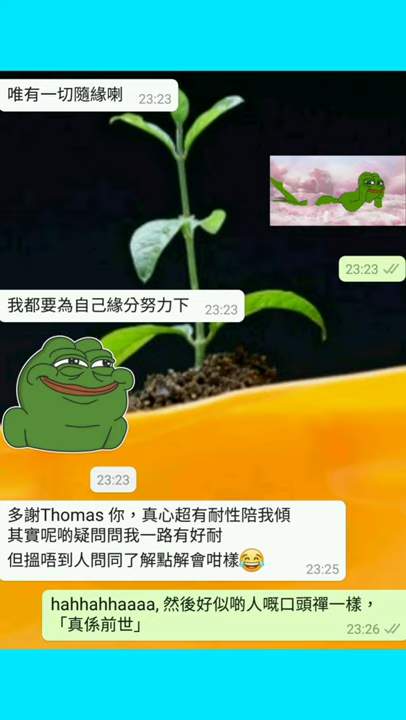 唯有一切隨緣喇 23:23
23:23
我都要為自己緣分努力下 23:23
23:23
多謝Thomas 你，真心超有耐性陪我傾
其實呢啲疑問問我一路有好耐
但搵唔到人問同了解點解會咁樣😂 23:25
hahhahhaaaa, 然後好似啲人嘅口頭禪一樣，
「真係前世」 23:26